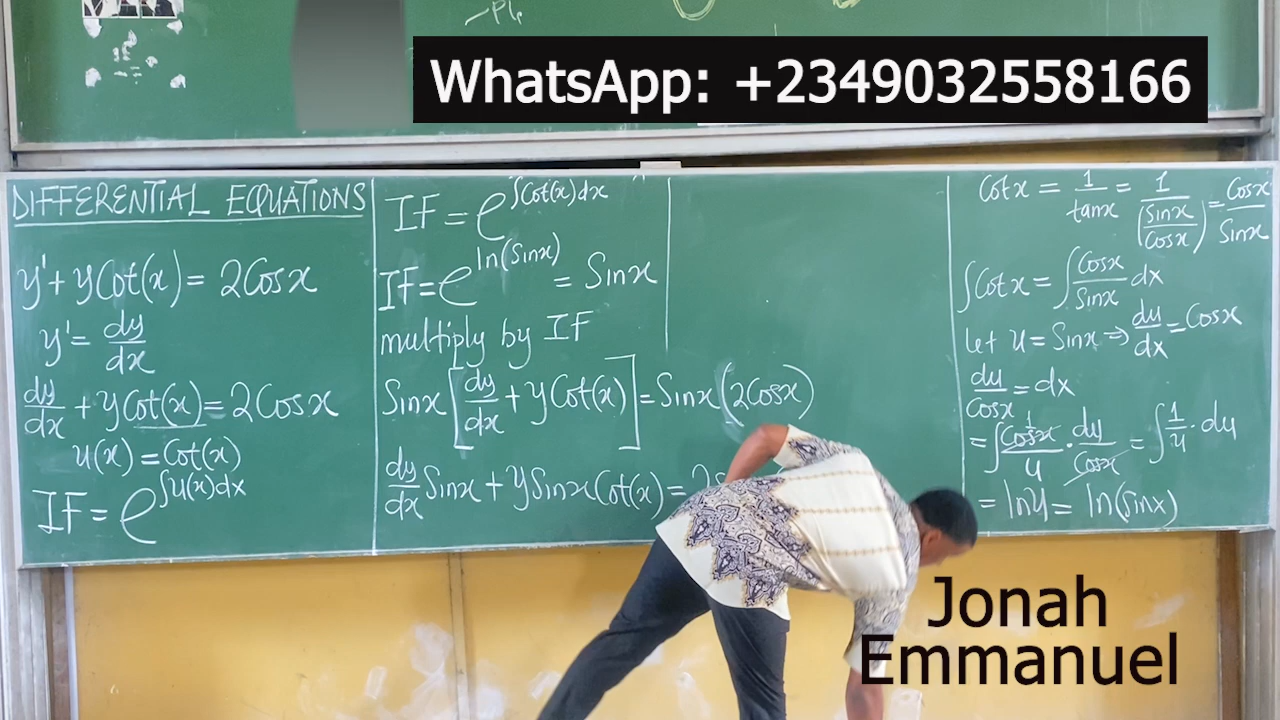 WhatsApp: +2349032558166
DIFFERENTIAL EQUATIONS
y' + yCot(x) = 2Cosx
y' = dy/dx
dy/dx + yCot(x) = 2Cosx
u(x) = Cot(x)
IF = e^∫u(x)dx
IF = e^∫Cot(x)dx
IF = e^ln(Sinx) = Sinx
multiply by IF
Sinx[dy/dx + yCot(x)] = Sinx(2Cosx)
dy/dx Sinx + ySinxCot(x) = 2
Cotx = 1/tanx = 1/(Sinx/Cosx) = Cosx/Sinx
∫Cotx = ∫Cosx/Sinx dx
let u = Sinx ⇒ du/dx = Cosx
du/Cosx = dx
= ∫Cosx/u · du/Cosx = ∫1/u · du
= lnu = ln(sinx)
Jonah
Emmanuel